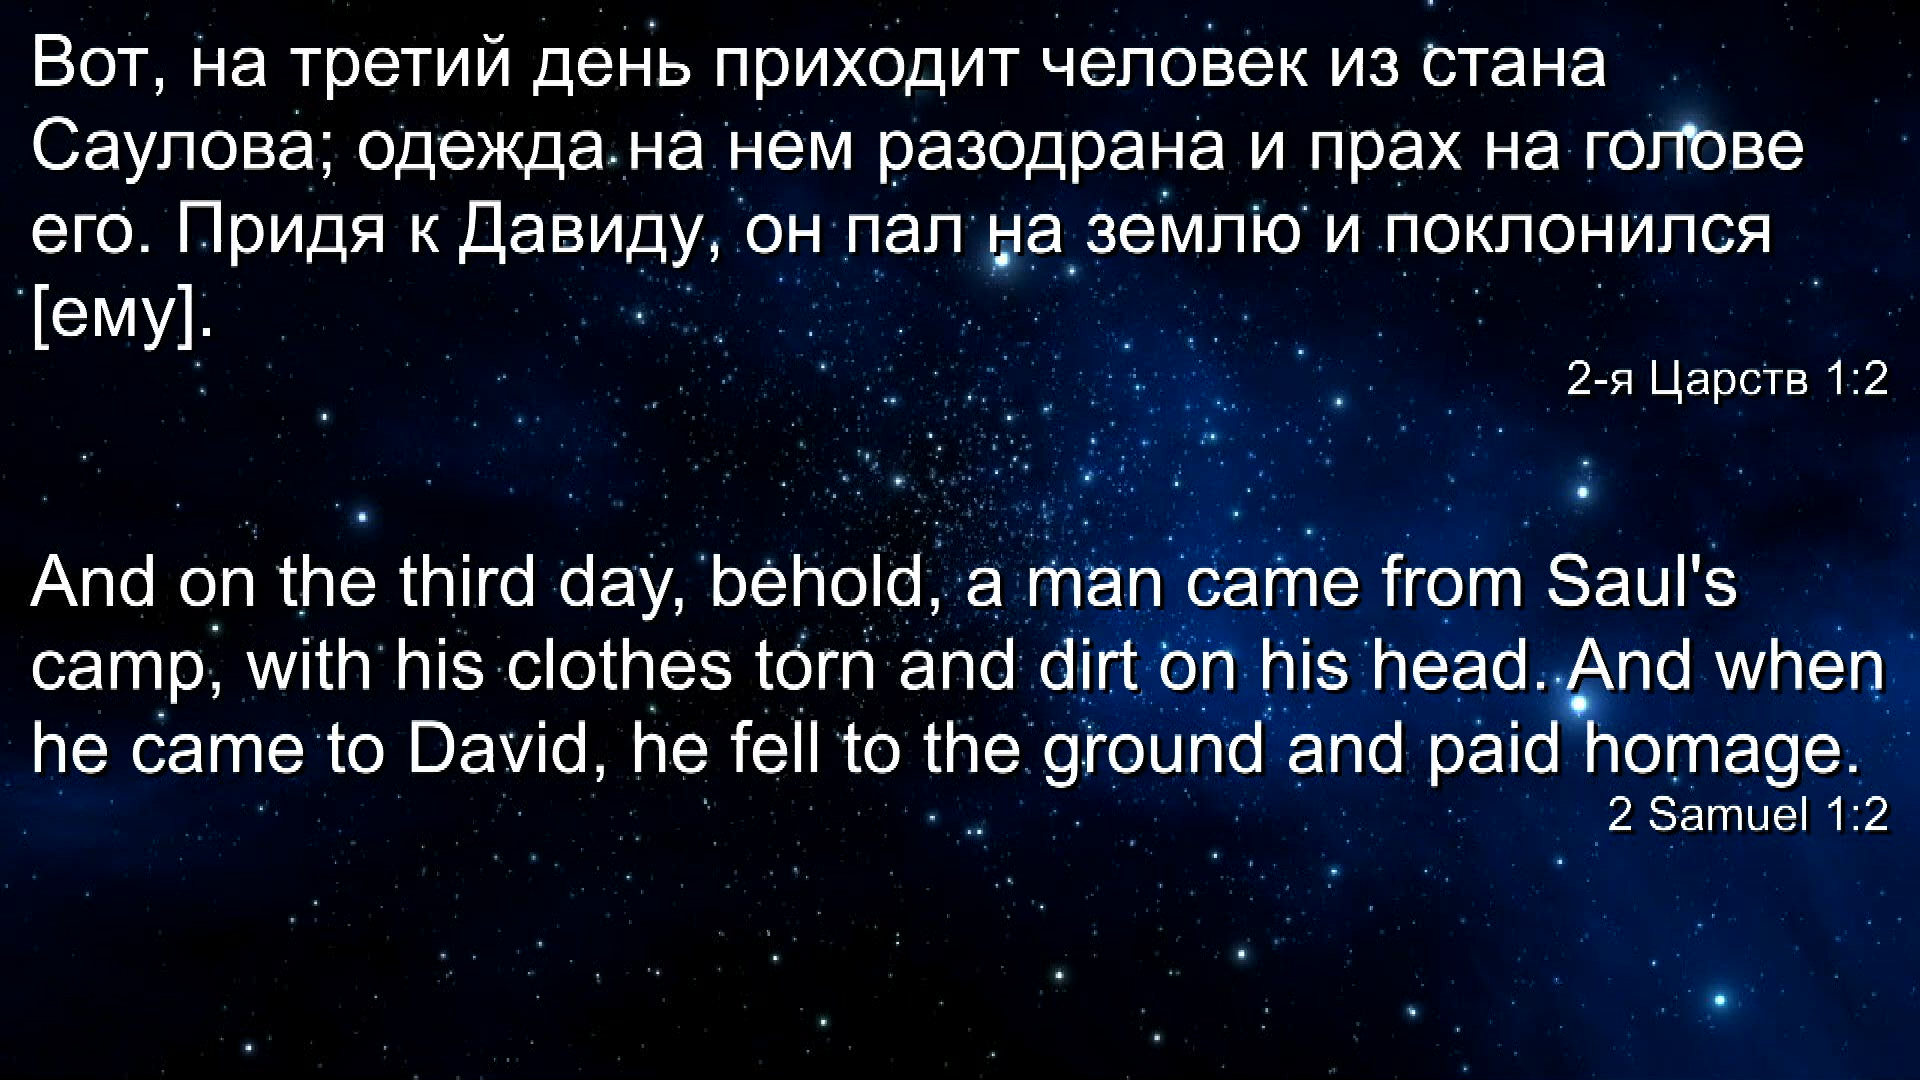 Вот, на третий день приходит человек из стана
Саулова; одежда на нем разодрана и прах на голове
его. Придя к Давиду, он пал на землю и поклонился
[ему].
2-я Царств 1:2
And on the third day, behold, a man came from Saul's
camp, with his clothes torn and dirt on his head. And when
he came to David, he fell to the ground and paid homage.
2 Samuel 1:2